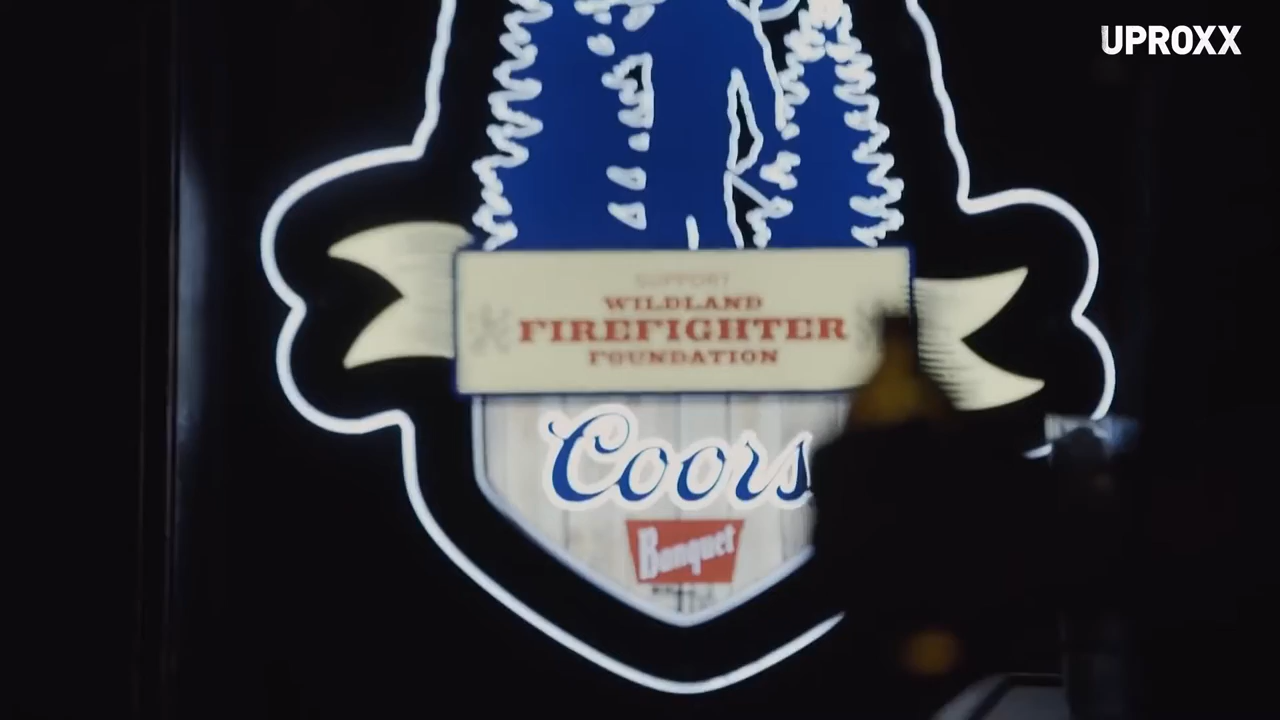 UPROXX
SUPPORT
WILDLAND
FIREFIGHTER
FOUNDATION
Coors
Banquet